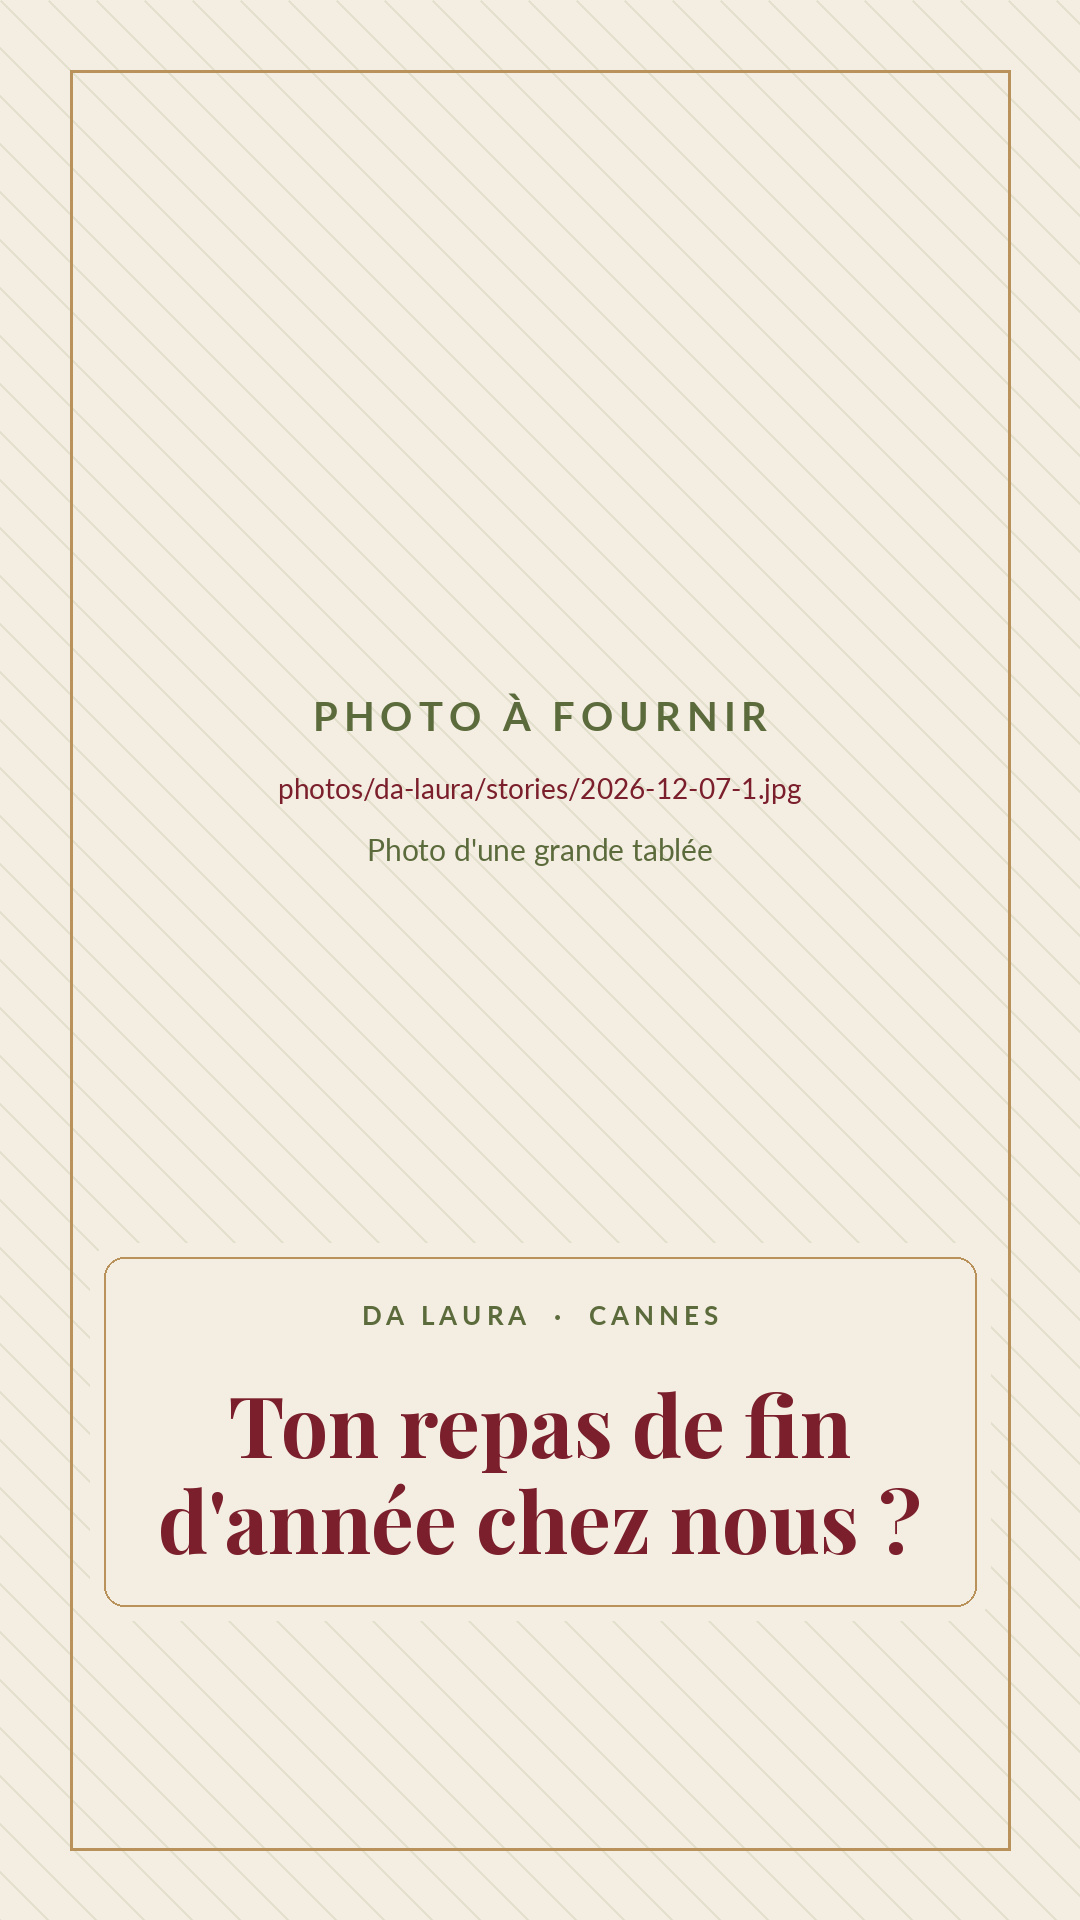 PHOTO À FOURNIR
photos/da-laura/stories/2026-12-07-1.jpg
Photo d'une grande tablée
DA LAURA · CANNES
Ton repas de fin
d'année chez nous ?